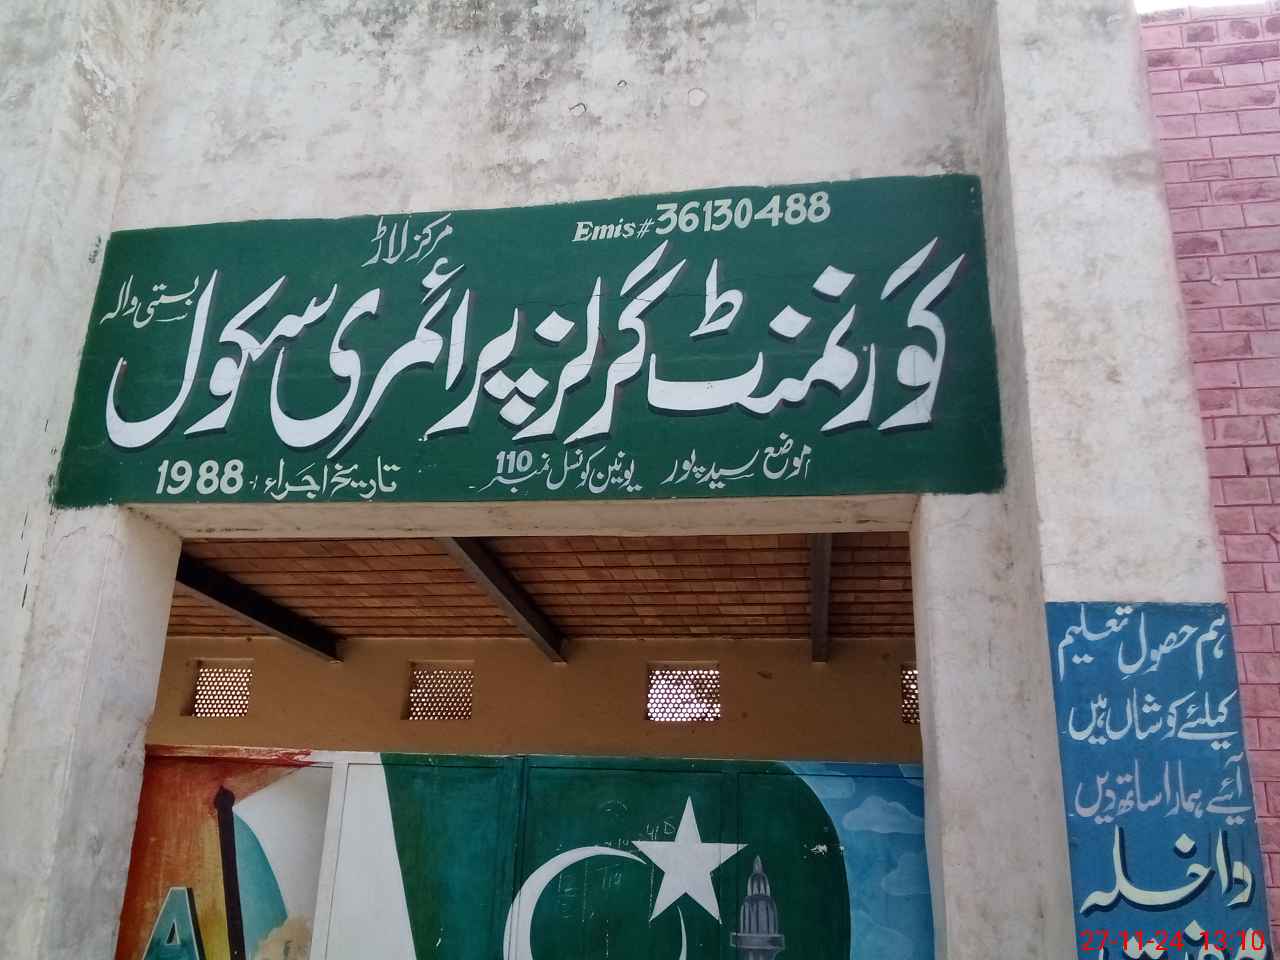 Emis# 36130488
مرکز لاڑ
گورنمنٹ گرلز پرائمری سکول
بستی والہ
موضع سید پور یونین کونسل نمبر 110 تاریخ اجراء 1988
ہم حصولِ تعلیم
کیلئے کوشاں ہیں
آئیے ہمارا ساتھ دیں
داخلہ
A
27-11-24 13:10